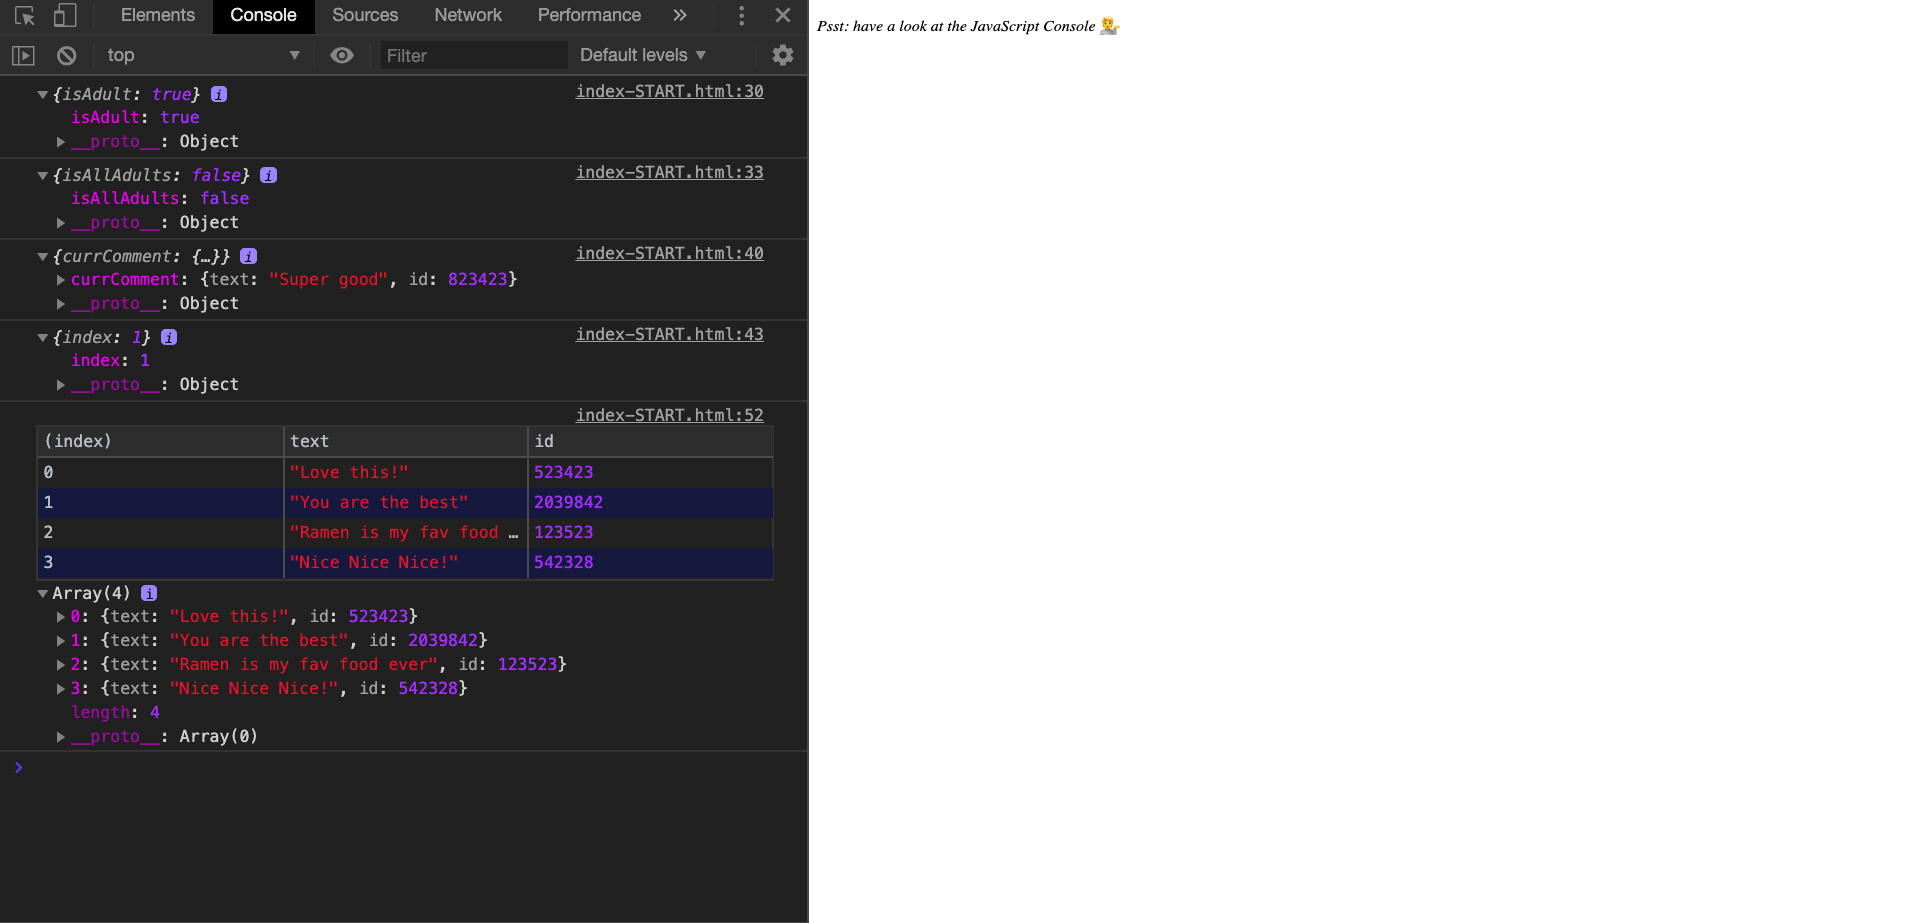 Elements Console Sources Network Performance
top Filter Default levels
{isAdult: true} i index-START.html:30
isAdult: true
__proto__: Object
{isAllAdults: false} i index-START.html:33
isAllAdults: false
__proto__: Object
{currComment: {…}} i index-START.html:40
currComment: {text: "Super good", id: 823423}
__proto__: Object
{index: 1} i index-START.html:43
index: 1
__proto__: Object
index-START.html:52
(index) text id
0 "Love this!" 523423
1 "You are the best" 2039842
2 "Ramen is my fav food … 123523
3 "Nice Nice Nice!" 542328
Array(4) i
0: {text: "Love this!", id: 523423}
1: {text: "You are the best", id: 2039842}
2: {text: "Ramen is my fav food ever", id: 123523}
3: {text: "Nice Nice Nice!", id: 542328}
length: 4
__proto__: Array(0)
Psst: have a look at the JavaScript Console 💁‍♂️